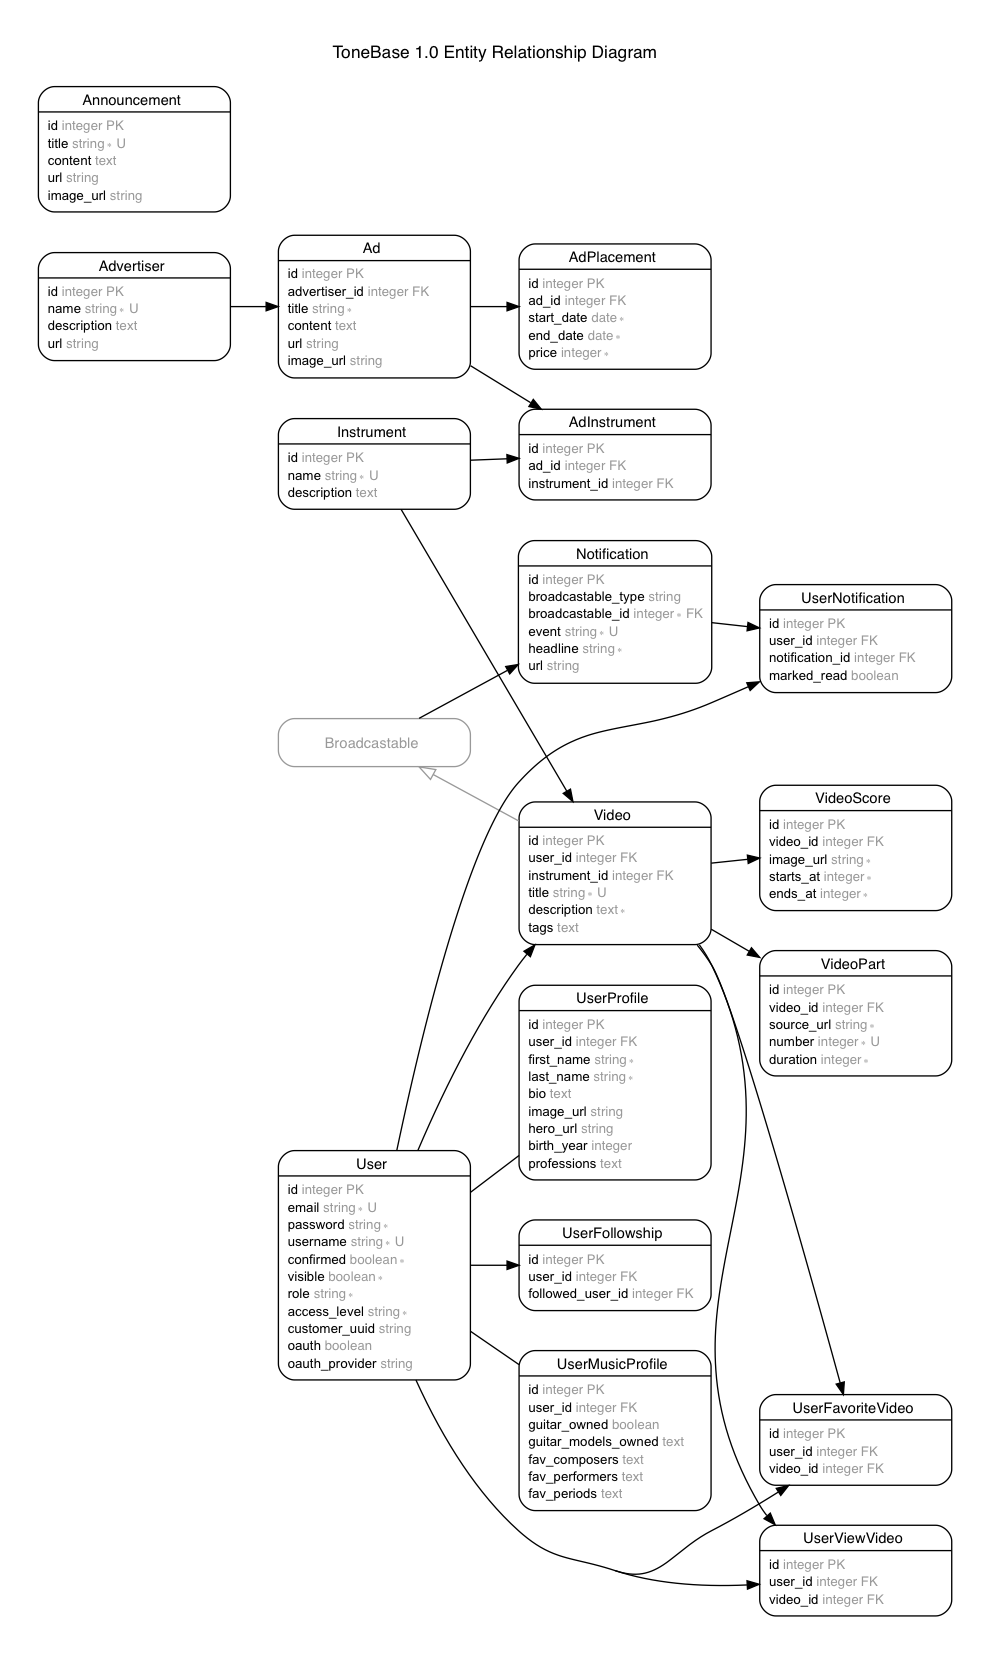 ToneBase 1.0 Entity Relationship Diagram
Announcement
id integer PK
title string * U
content text
url string
image_url string
Advertiser
id integer PK
name string * U
description text
url string
Ad
id integer PK
advertiser_id integer FK
title string *
content text
url string
image_url string
AdPlacement
id integer PK
ad_id integer FK
start_date date *
end_date date *
price integer *
Instrument
id integer PK
name string * U
description text
AdInstrument
id integer PK
ad_id integer FK
instrument_id integer FK
Notification
id integer PK
broadcastable_type string
broadcastable_id integer * FK
event string * U
headline string *
url string
UserNotification
id integer PK
user_id integer FK
notification_id integer FK
marked_read boolean
Broadcastable
Video
id integer PK
user_id integer FK
instrument_id integer FK
title string * U
description text *
tags text
VideoScore
id integer PK
video_id integer FK
image_url string *
starts_at integer *
ends_at integer *
VideoPart
id integer PK
video_id integer FK
source_url string *
number integer * U
duration integer *
UserProfile
id integer PK
user_id integer FK
first_name string *
last_name string *
bio text
image_url string
hero_url string
birth_year integer
professions text
User
id integer PK
email string * U
password string *
username string * U
confirmed boolean *
visible boolean *
role string *
access_level string *
customer_uuid string
oauth boolean
oauth_provider string
UserFollowship
id integer PK
user_id integer FK
followed_user_id integer FK
UserMusicProfile
id integer PK
user_id integer FK
guitar_owned boolean
guitar_models_owned text
fav_composers text
fav_performers text
fav_periods text
UserFavoriteVideo
id integer PK
user_id integer FK
video_id integer FK
UserViewVideo
id integer PK
user_id integer FK
video_id integer FK